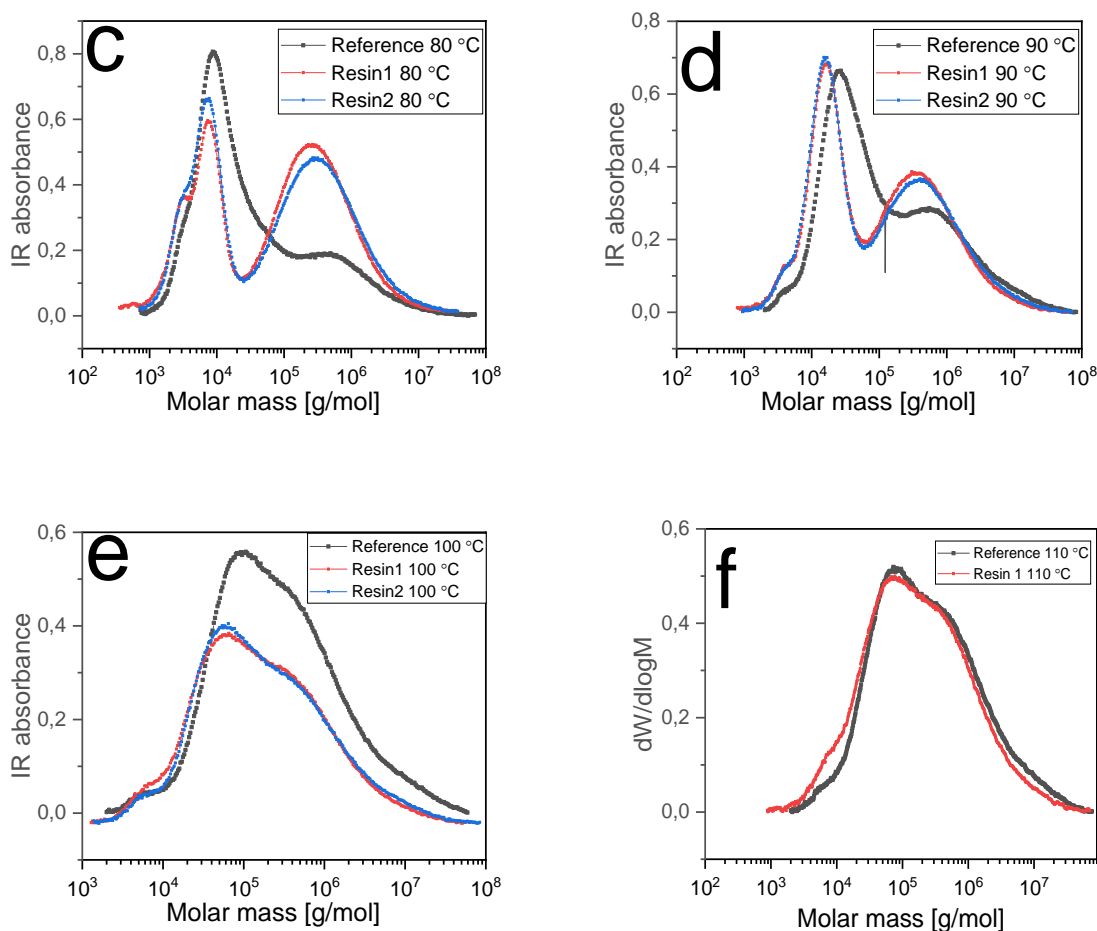 c
Reference 80 °C
Resin1 80 °C
Resin2 80 °C
0,8
0,6
0,4
0,2
0,0
IR absorbance
10² 10³ 10⁴ 10⁵ 10⁶ 10⁷ 10⁸
Molar mass [g/mol]
d
Reference 90 °C
Resin1 90 °C
Resin2 90 °C
0,8
0,6
0,4
0,2
0,0
IR absorbance
10² 10³ 10⁴ 10⁵ 10⁶ 10⁷ 10⁸
Molar mass [g/mol]
e
Reference 100 °C
Resin1 100 °C
Resin2 100 °C
0,6
0,4
0,2
0,0
IR absorbance
10³ 10⁴ 10⁵ 10⁶ 10⁷ 10⁸
Molar mass [g/mol]
f
Reference 110 °C
Resin 1 110 °C
0,6
0,4
0,2
0,0
dW/dlogM
10² 10³ 10⁴ 10⁵ 10⁶ 10⁷
Molar mass [g/mol]